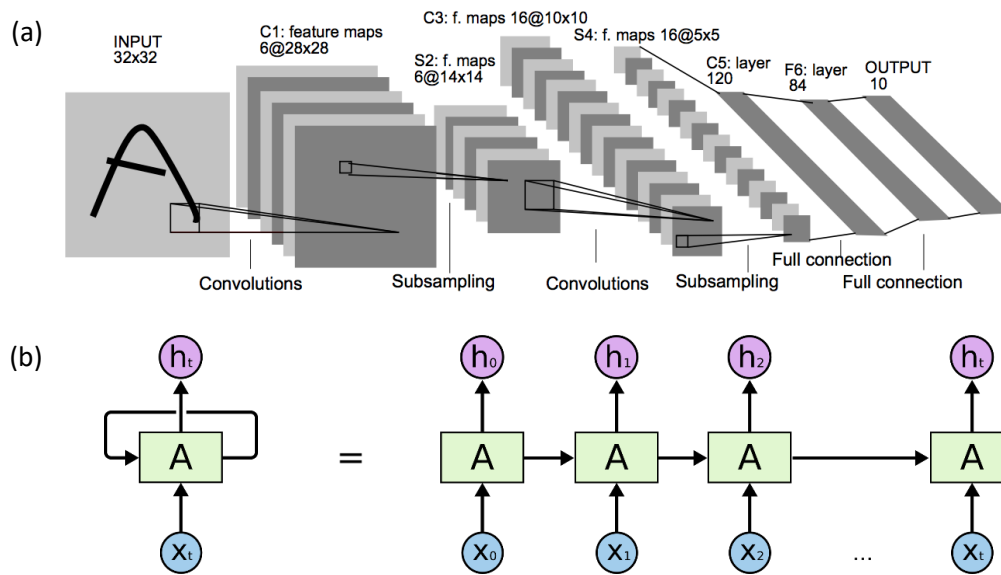 (a)
INPUT
32x32
C1: feature maps
6@28x28
S2: f. maps
6@14x14
C3: f. maps 16@10x10
S4: f. maps 16@5x5
C5: layer
120
F6: layer
84
OUTPUT
10
Convolutions
Subsampling
Convolutions
Subsampling
Full connection
Full connection
(b)
hₜ h₀ h₁ h₂ hₜ
A = A A A A
xₜ x₀ x₁ x₂ ... xₜ